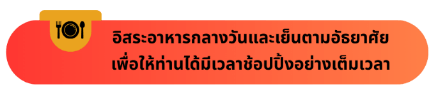 อิสระอาหารกลางวันและเย็นตามอัธยาศัย
เพื่อให้ท่านได้มีเวลาช้อปปิ้งอย่างเต็มเวลา